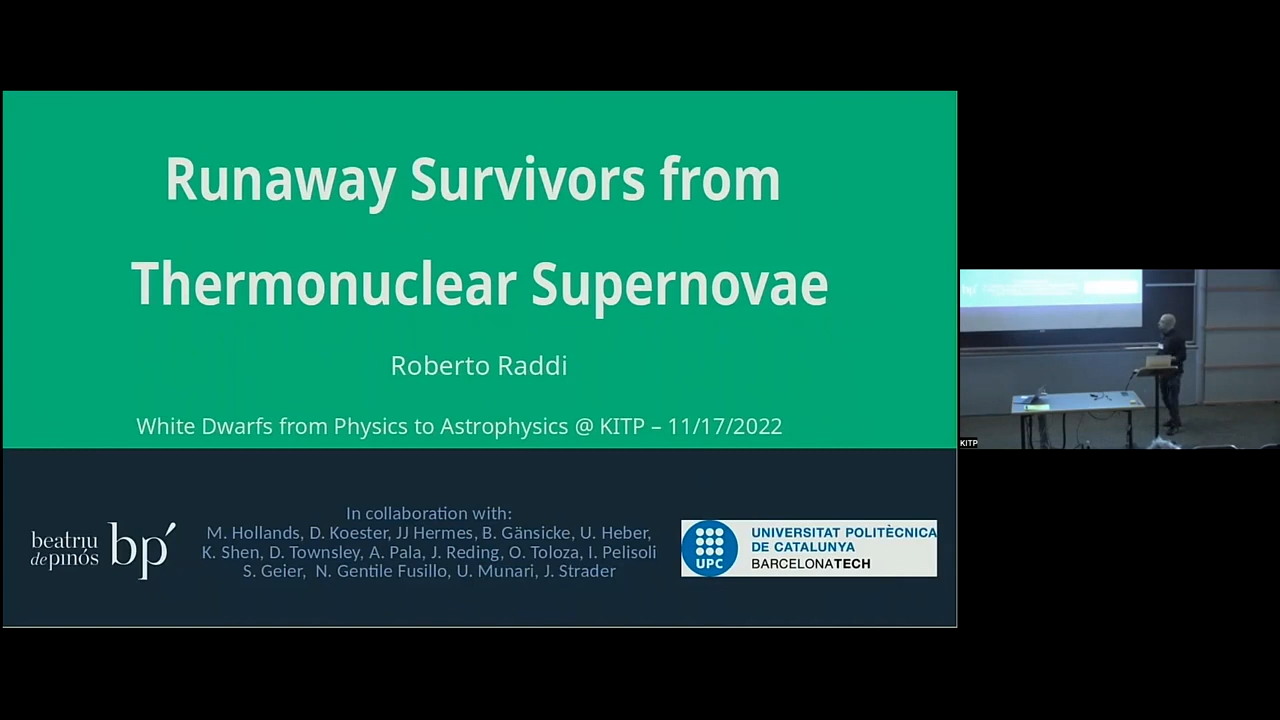 Runaway Survivors from
Thermonuclear Supernovae
Roberto Raddi
White Dwarfs from Physics to Astrophysics @ KITP – 11/17/2022
In collaboration with:
M. Hollands, D. Koester, JJ Hermes, B. Gänsicke, U. Heber,
K. Shen, D. Townsley, A. Pala, J. Reding, O. Toloza, I. Pelisoli
S. Geier, N. Gentile Fusillo, U. Munari, J. Strader
beatriu
de pinós
bp´
UPC
UNIVERSITAT POLITÈCNICA
DE CATALUNYA
BARCELONATECH
KITP